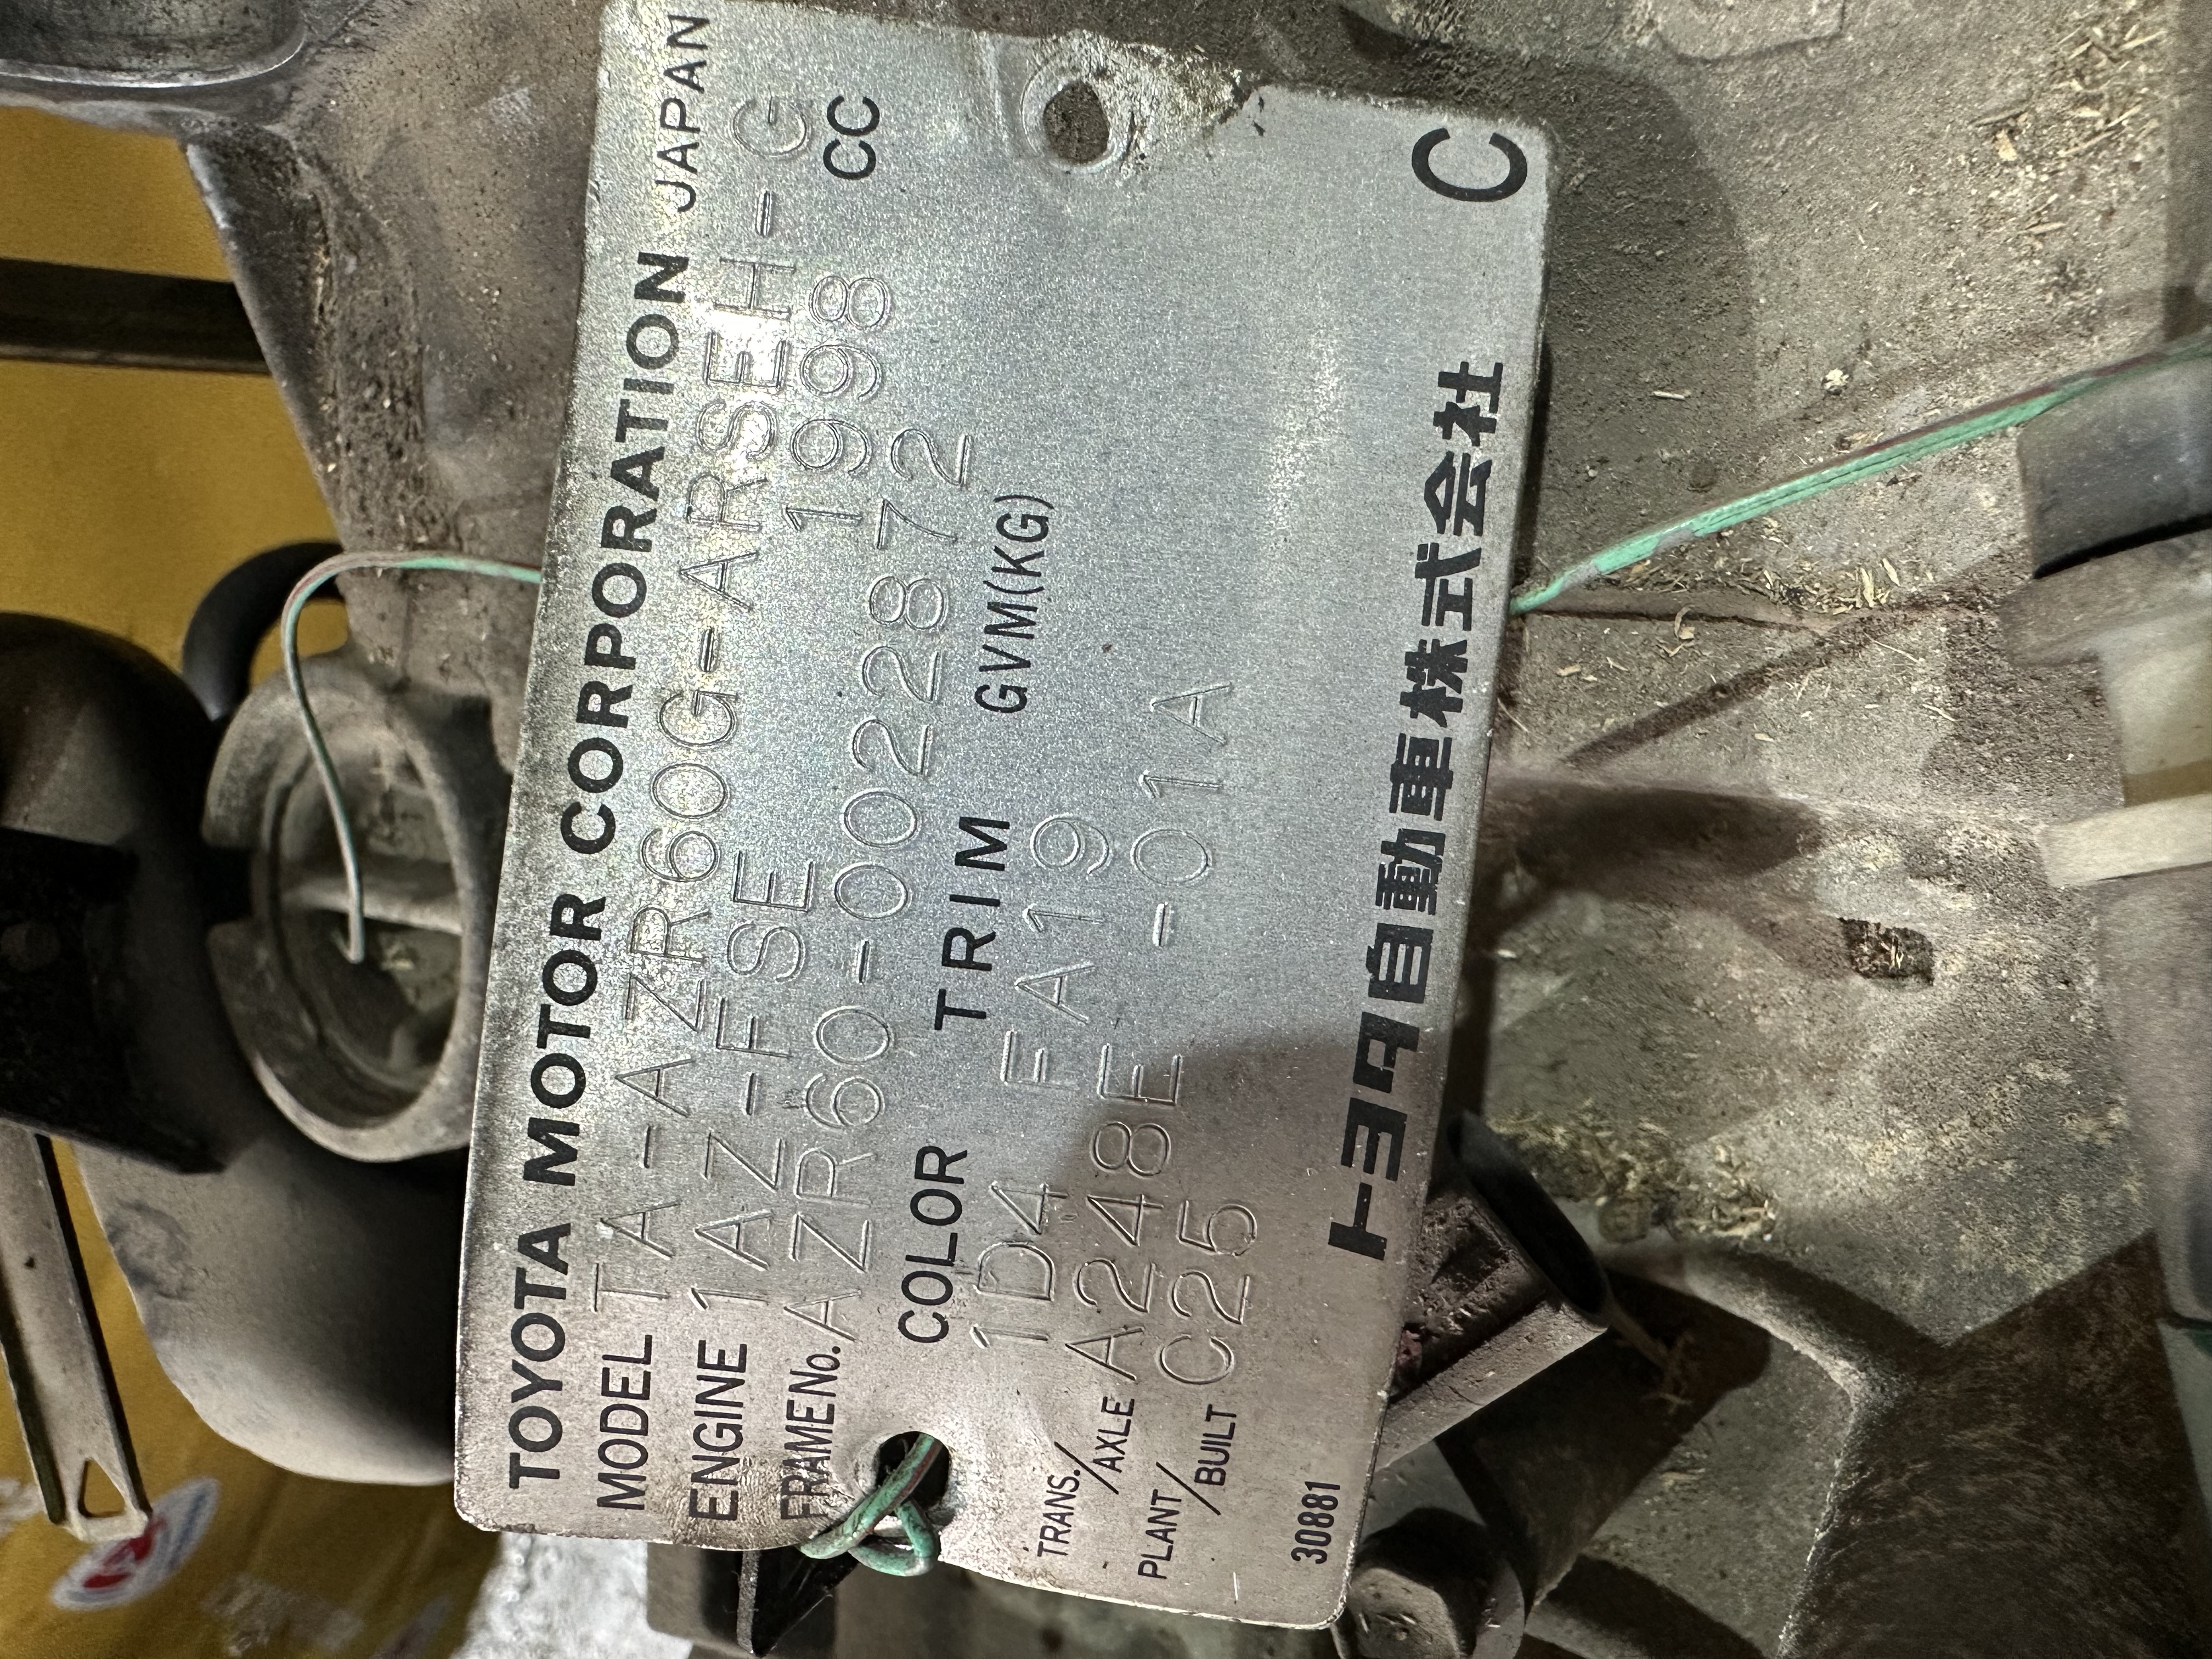 TOYOTA MOTOR CORPORATION JAPAN
MODEL TA-AZR60G-ARSEH-G
ENGINE 1AZ-FSE 1998 CC
FRAME No. AZR60-0022872
COLOR TRIM GVM(KG)
1D4 FA19
TRANS./AXLE A248E -01A
PLANT/BUILT C25
30881 トヨタ自動車株式会社 C